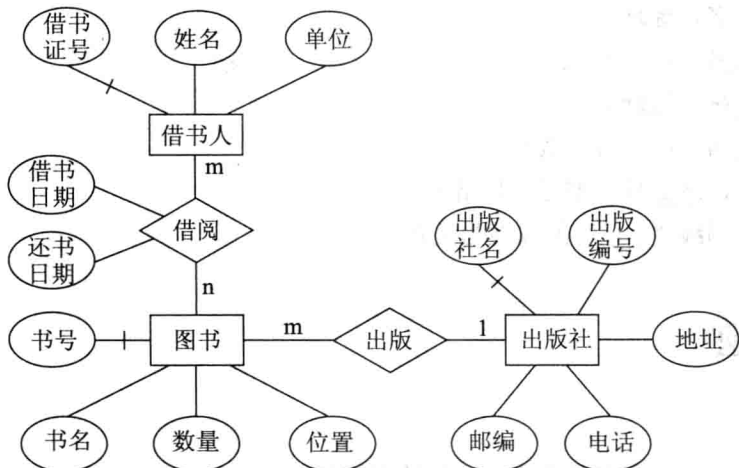 借书
证号
姓名
单位
借书人
m
借书
日期
还书
日期
借阅
n
出版
社名
出版
编号
书号
图书
m
出版
1
出版社
地址
书名
数量
位置
邮编
电话